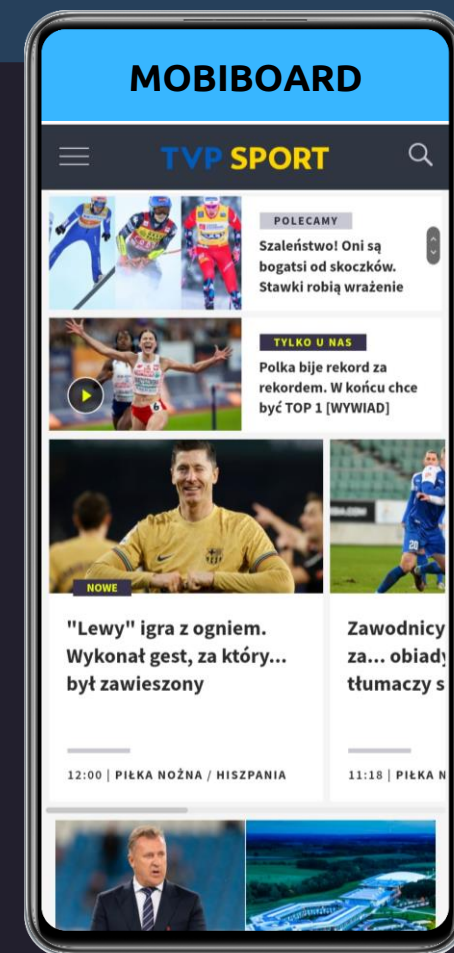 MOBIBOARD
TVP SPORT
POLECAMY
Szaleństwo! Oni są
bogatsi od skoczków.
Stawki robią wrażenie
TYLKO U NAS
Polka bije rekord za
rekordem. W końcu chce
być TOP 1 [WYWIAD]
NOWE
"Lewy" igra z ogniem.
Wykonał gest, za który...
był zawieszony
12:00 | PIŁKA NOŻNA / HISZPANIA
Zawodnicy
za... obiady
tłumaczy s
11:18 | PIŁKA N